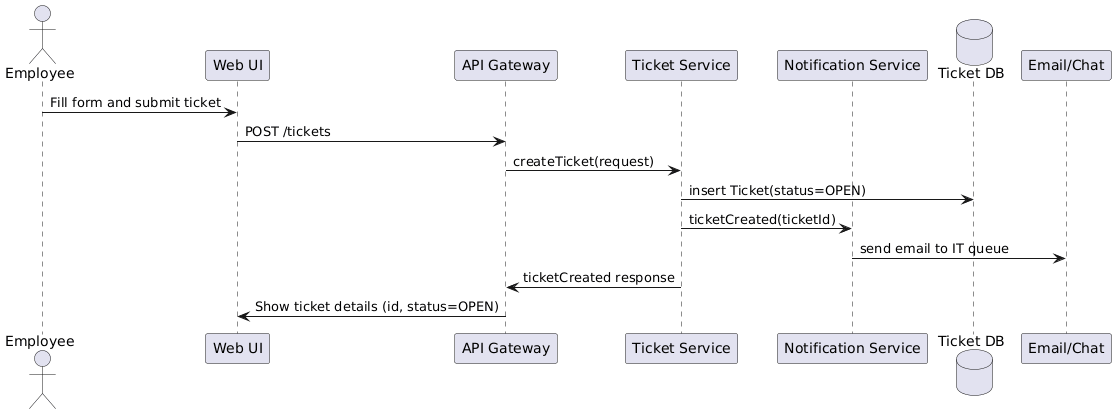 Employee
Web UI
API Gateway
Ticket Service
Notification Service
Ticket DB
Email/Chat
Fill form and submit ticket
POST /tickets
createTicket(request)
insert Ticket(status=OPEN)
ticketCreated(ticketId)
send email to IT queue
ticketCreated response
Show ticket details (id, status=OPEN)
Employee
Web UI
API Gateway
Ticket Service
Notification Service
Ticket DB
Email/Chat